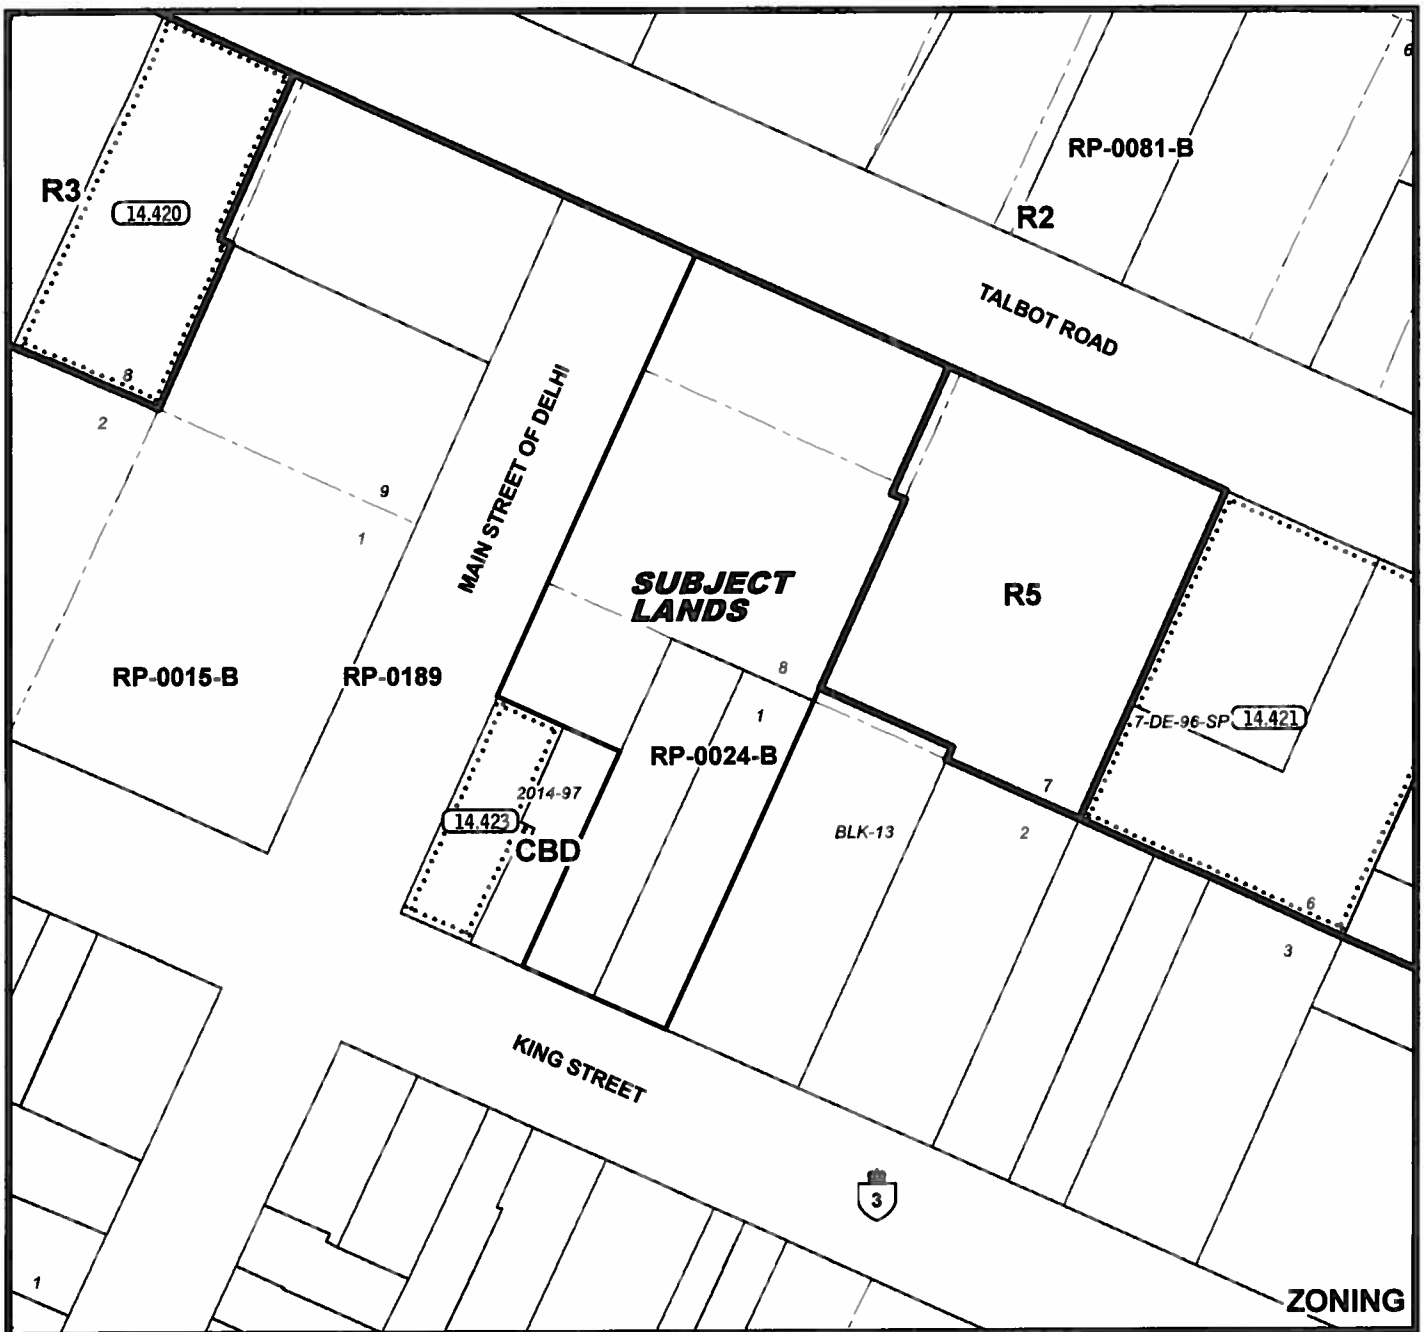 6
RP-0081-B
R3
14.420
R2
TALBOT ROAD
8
2
MAIN STREET OF DELHI
9
1
SUBJECT
LANDS
R5
8
RP-0015-B
RP-0189
1
7-DE-96-SP
14.421
RP-0024-B
7
2014-97
14.423
CBD
BLK-13
2
6
3
KING STREET
3
1
ZONING